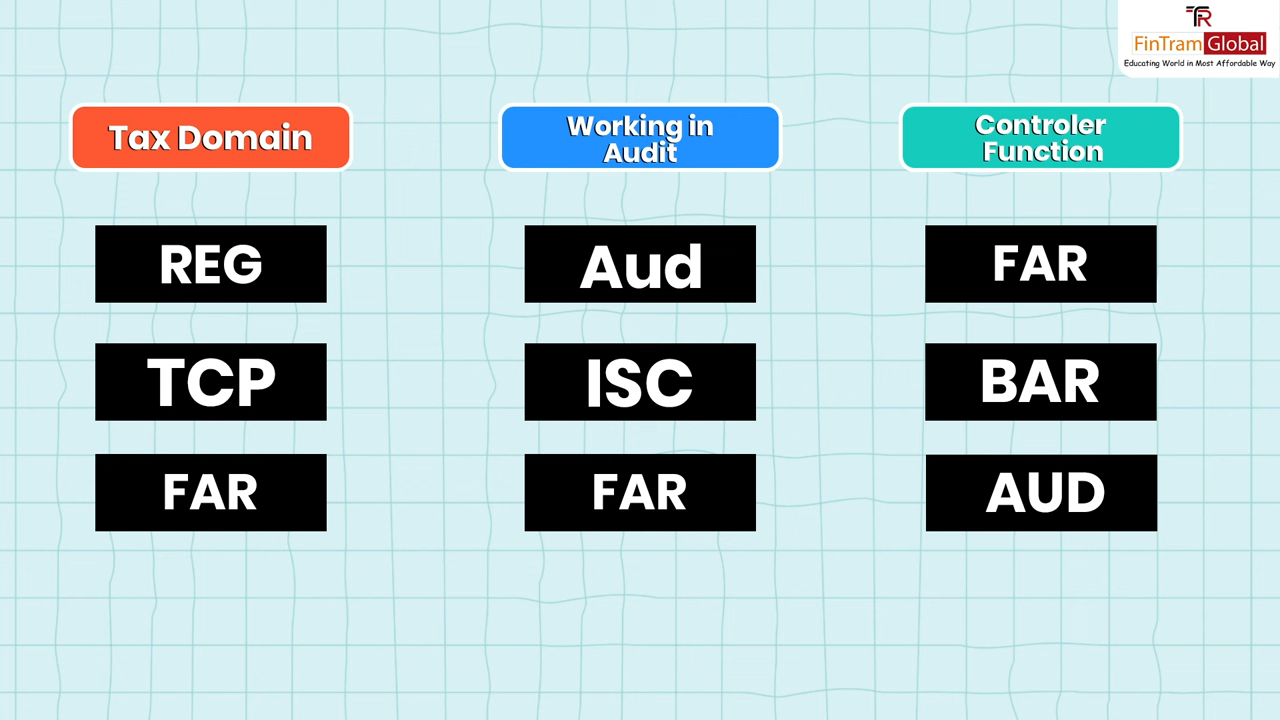 TR
FinTram Global
Educating World in Most Affordable Way
Tax Domain
REG
TCP
FAR
Working in
Audit
Aud
ISC
FAR
Controler
Function
FAR
BAR
AUD